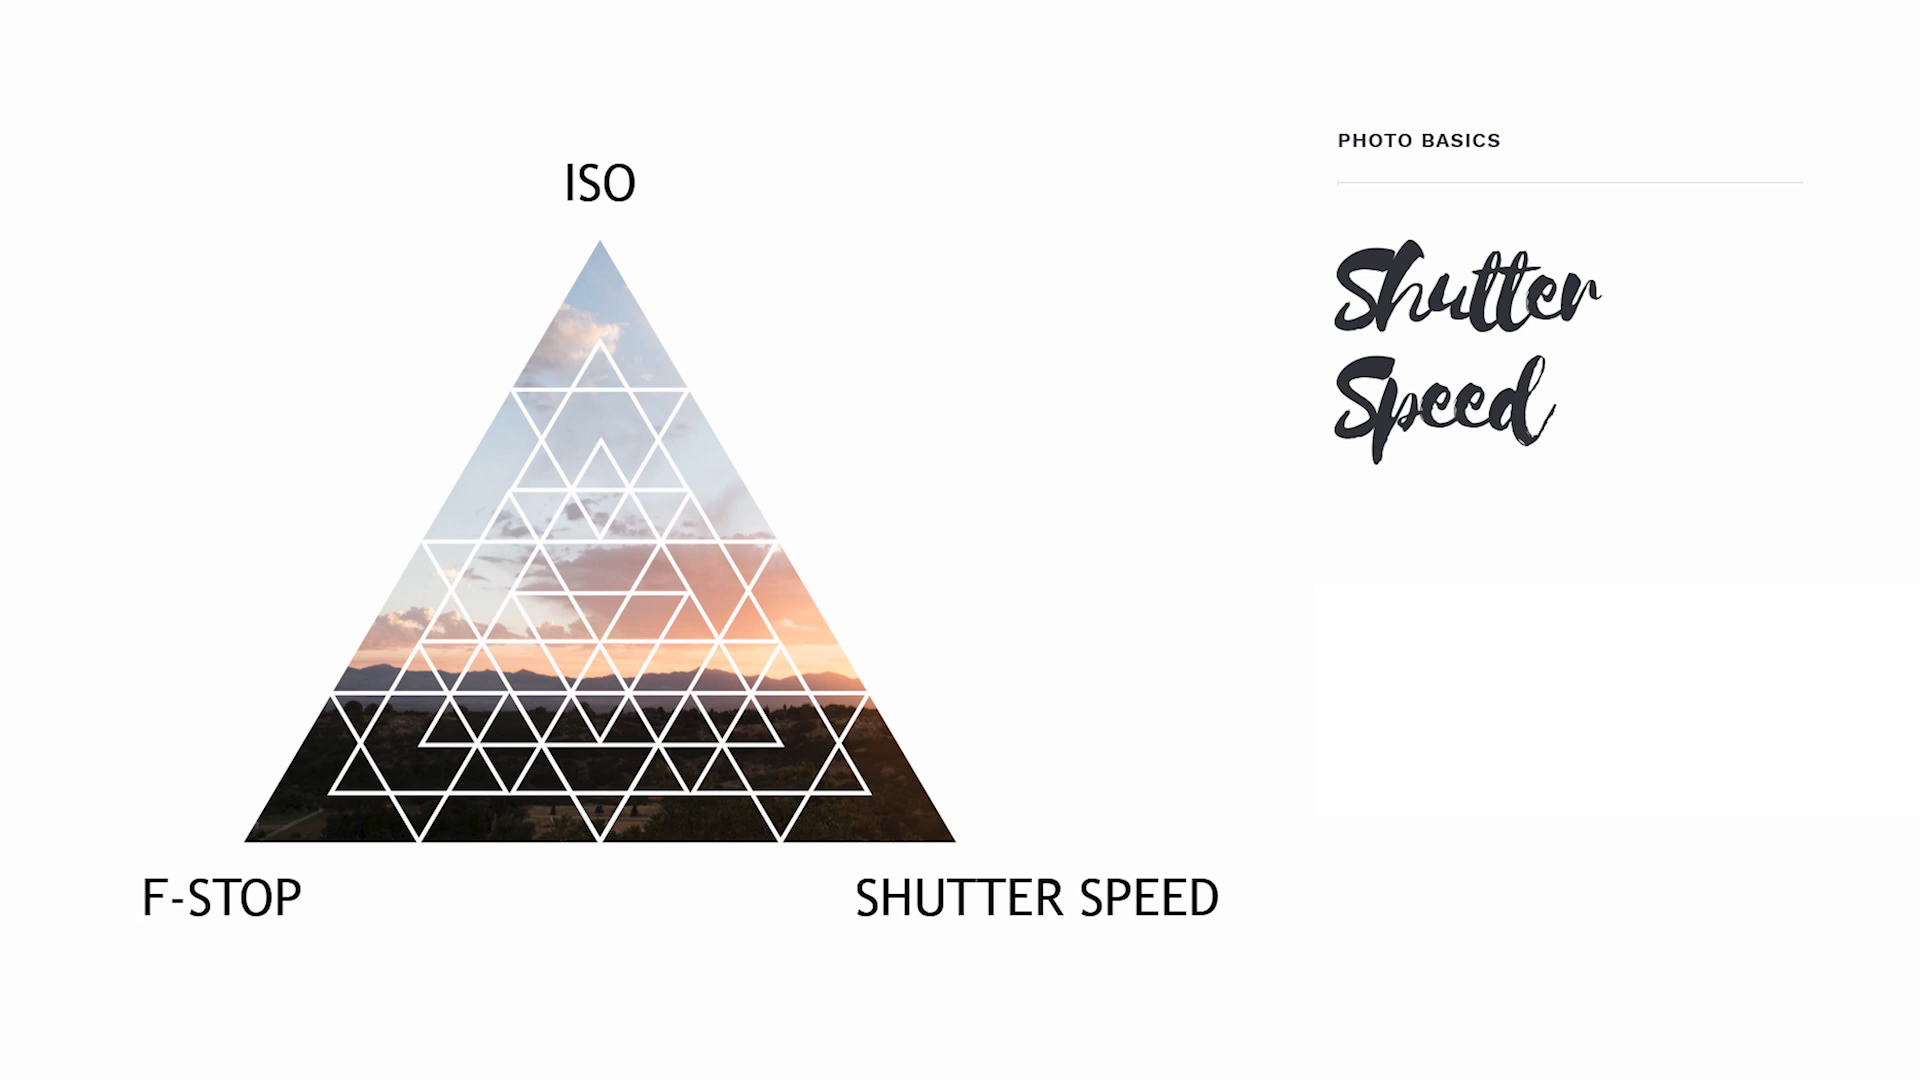 PHOTO BASICS
Shutter
Speed
ISO
F-STOP
SHUTTER SPEED